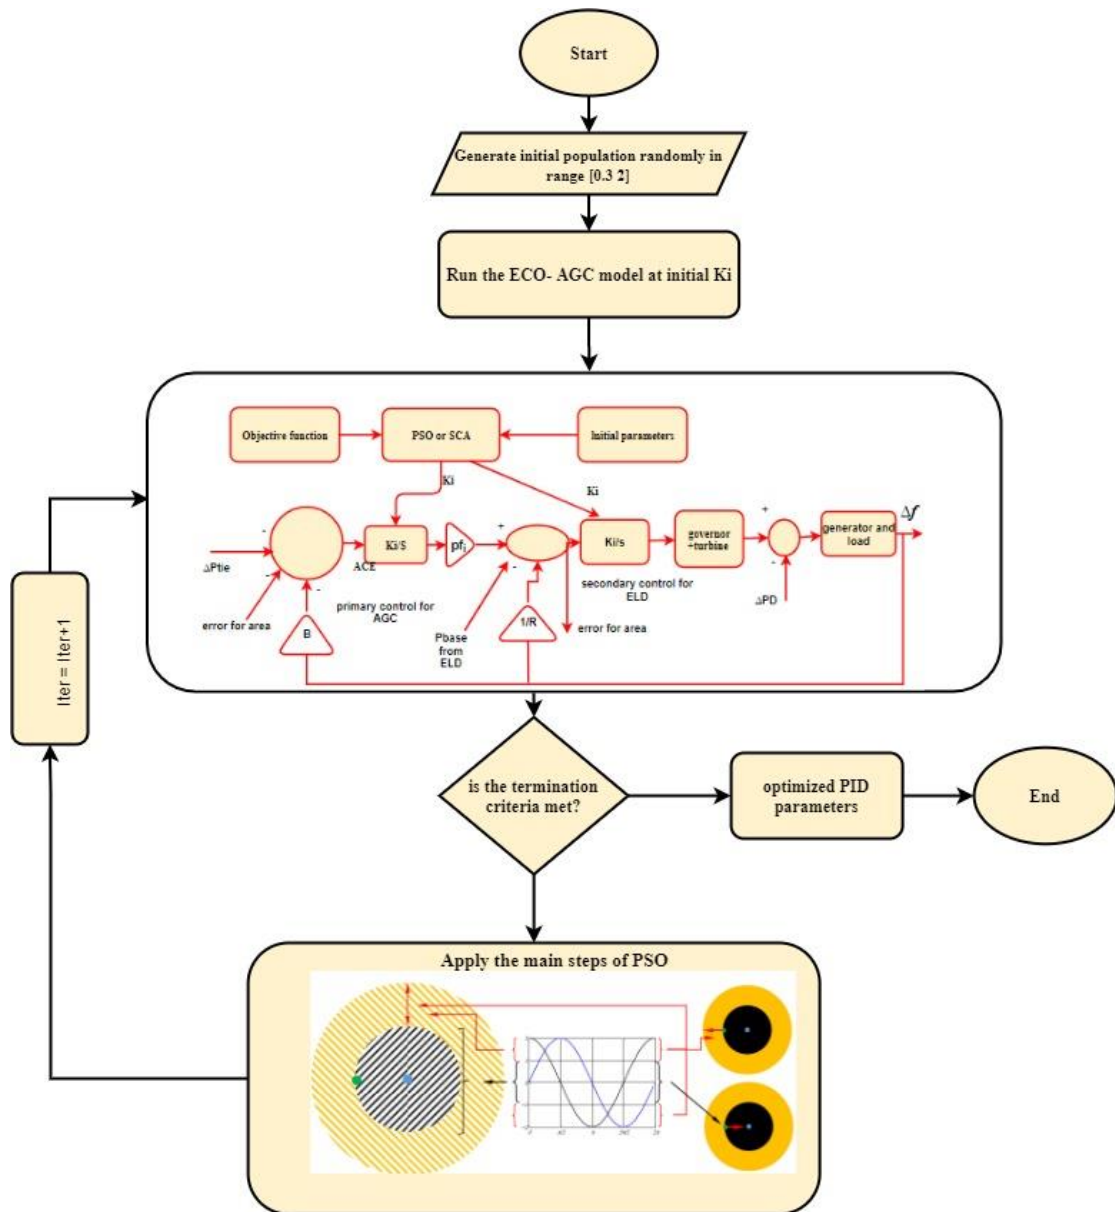 Start
Generate initial population randomly in
range [0.3 2]
Run the ECO- AGC model at initial Ki
Objective function
PSO or SCA
Initial parameters
Ki
Ki
-
ΔPtie
-
-
error for area
B
Ki/S
ACE
primary control for
AGC
pfi
+
-
Pbase
from
ELD
1/R
Ki/s
secondary control for
ELD
error for area
governor
+turbine
+
-
ΔPD
generator and
load
Δf
Iter = Iter+1
is the termination
criteria met?
optimized PID
parameters
End
Apply the main steps of PSO